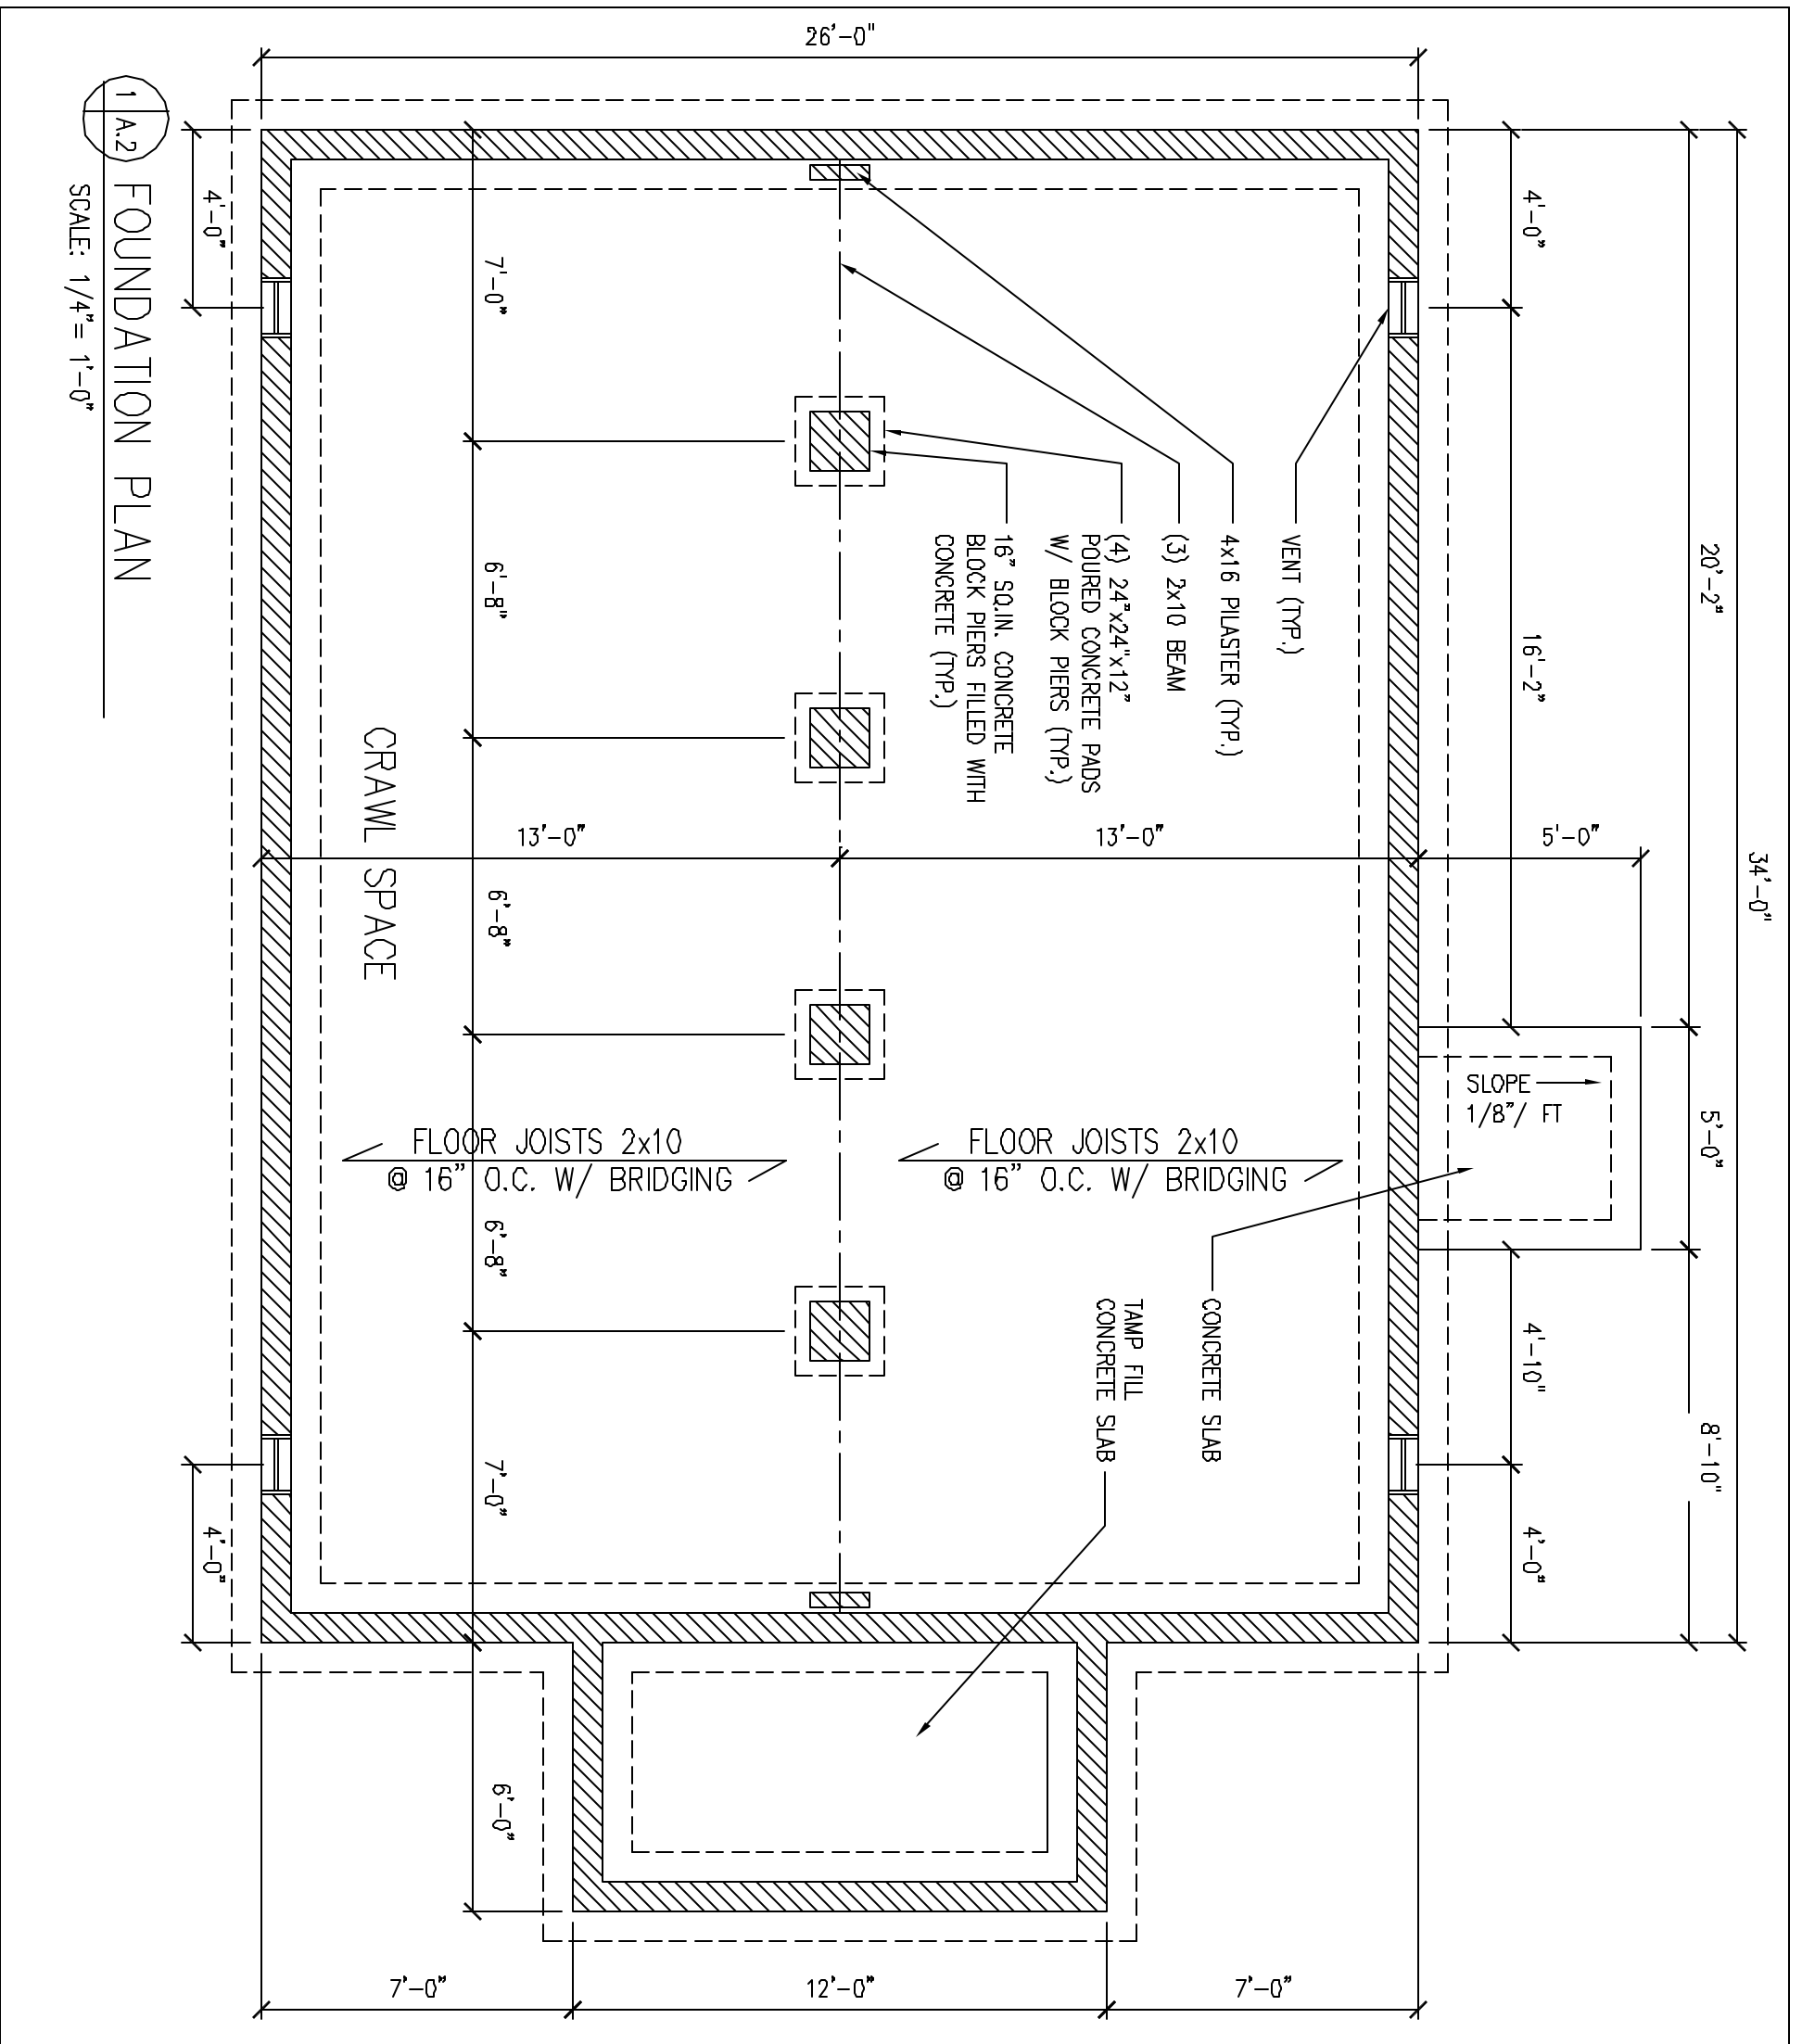 34'-0"
20'-2"
5'-0"
8'-10"
4'-0"
16'-2"
4'-10"
4'-0"
5'-0"
SLOPE
1/8"/ FT
26'-0"
VENT (TYP.)
4x16 PILASTER (TYP.)
(3) 2x10 BEAM
(4) 24"x24"x12"
POURED CONCRETE PADS
W/ BLOCK PIERS (TYP.)
16" SQ.IN. CONCRETE
BLOCK PIERS FILLED WITH
CONCRETE (TYP.)
CONCRETE SLAB
TAMP FILL
CONCRETE SLAB
13'-0"
13'-0"
FLOOR JOISTS 2x10
@ 16" O.C. W/ BRIDGING
FLOOR JOISTS 2x10
@ 16" O.C. W/ BRIDGING
7'-0"
6'-8"
6'-8"
6'-8"
7'-0"
6'-0"
CRAWL SPACE
7'-0"
12'-0"
7'-0"
4'-0"
4'-0"
1 A.2
FOUNDATION PLAN
SCALE: 1/4"= 1'-0"